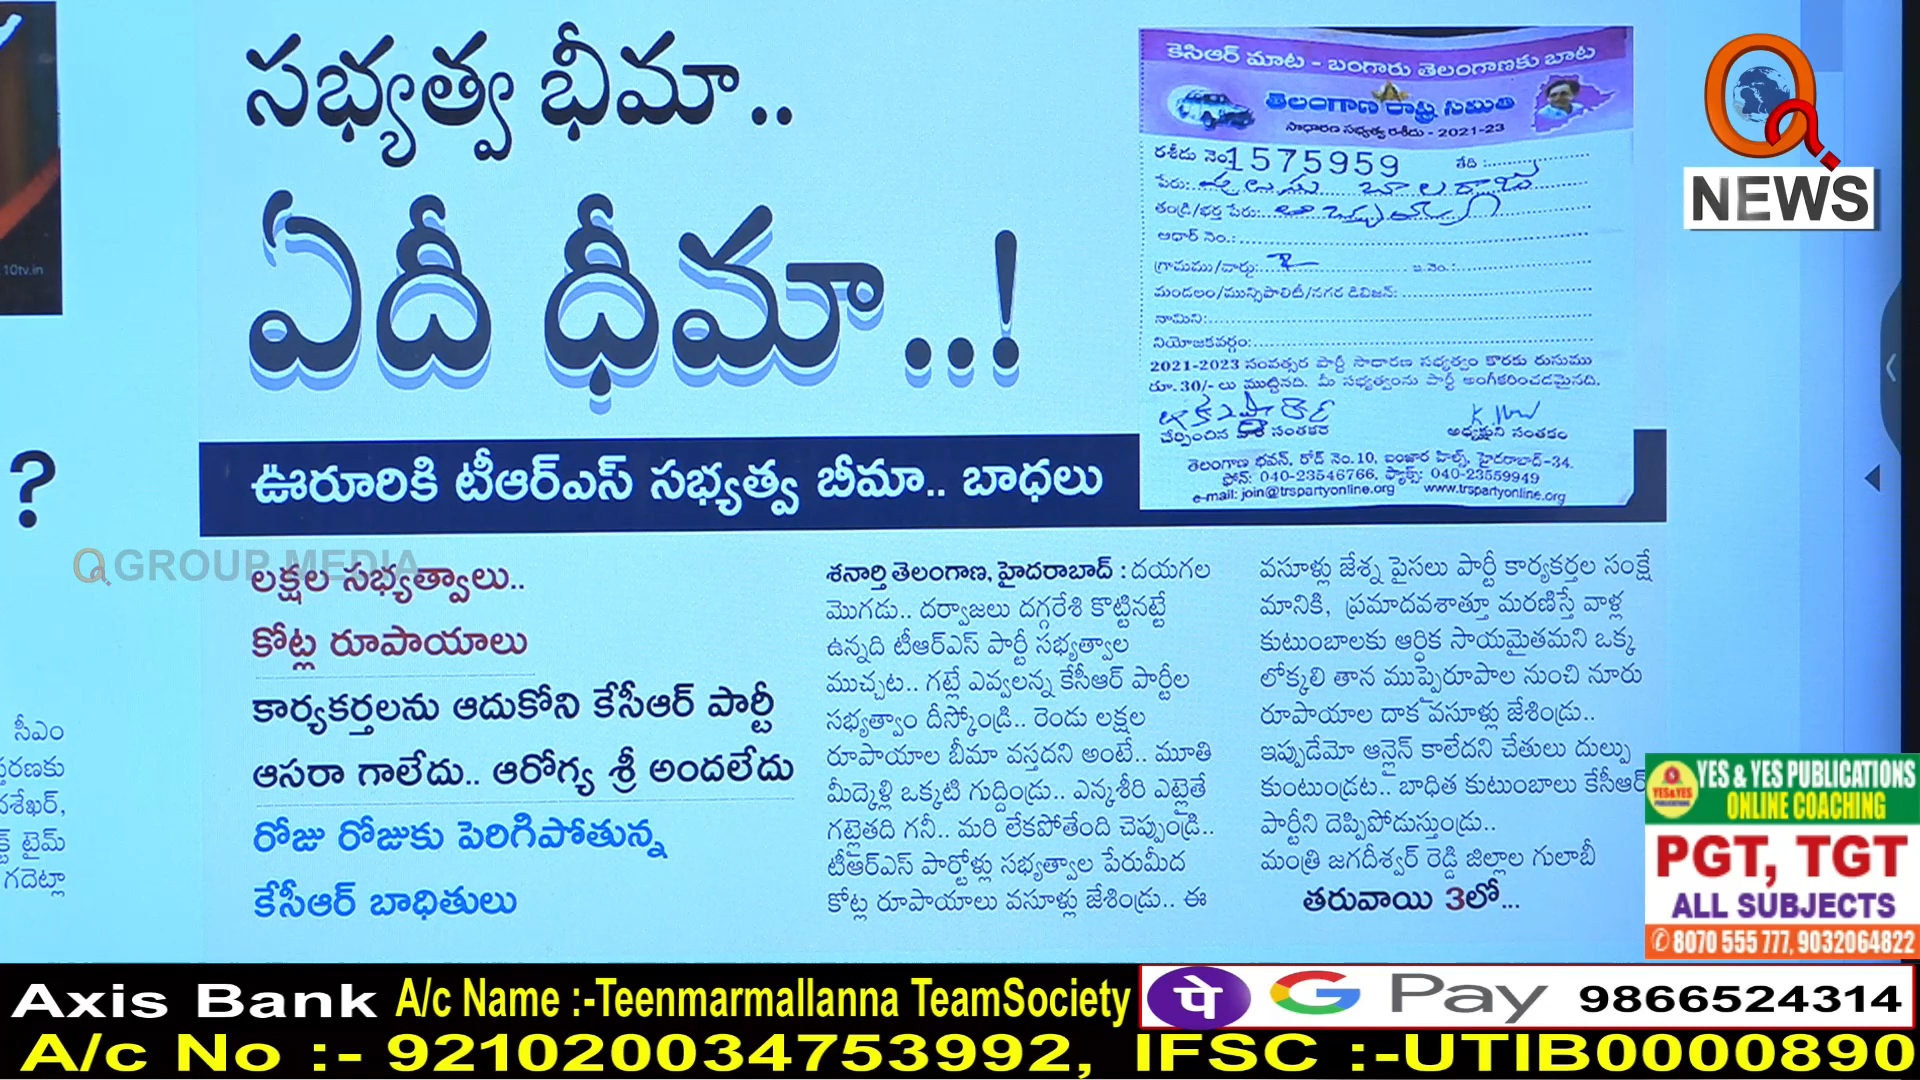 సభ్యత్వ భీమా..
ఏదీ ధీమా..!
ఊరూరికి టీఆర్ఎస్ సభ్యత్వ బీమా.. బాధలు
కెసిఆర్ మాట - బంగారు తెలంగాణకు బాట
తెలంగాణ రాష్ట్ర సమితి
సాధారణ సభ్యత్వ రశీదు - 2021-23
రశీదు నెం 1575959 తేది :
పేరు:
తండ్రి/భర్త పేరు:
ఆధార్ నెం.:
గ్రామము/వార్డు: ఇ.నెం.:
మండలం/మున్సిపాలిటీ/నగర డివిజన్:
నామిని:
నియోజకవర్గం:
2021-2023 సంవత్సర పార్టీ సాధారణ సభ్యత్వం కొరకు రుసుము
రూ. 30/- లు ముట్టినది. మీ సభ్యత్వంను పార్టీ అంగీకరించడమైనది.
చేర్పించిన వారి సంతకం అధ్యక్షుని సంతకం
తెలంగాణ భవన్, రోడ్ నెం.10, బంజార హిల్స్, హైదరాబాద్-34.
ఫోన్: 040-23546766, ఫ్యాక్స్: 040-23559949
e-mail: join@trspartyonline.org www.trspartyonline.org
Q NEWS
10tv.in
?
Q GROUP MEDIA
లక్షల సభ్యత్వాలు..
కోట్ల రూపాయాలు
కార్యకర్తలను ఆదుకోని కేసీఆర్ పార్టీ
ఆసరా గాలేదు.. ఆరోగ్య శ్రీ అందలేదు
రోజు రోజుకు పెరిగిపోతున్న
కేసీఆర్ బాధితులు
శనార్తి తెలంగాణ, హైదరాబాద్ : దయగల
మొగడు.. దర్వాజలు దగ్గరేశి కొట్టినట్టే
ఉన్నది టీఆర్ఎస్ పార్టీ సభ్యత్వాల
ముచ్చట.. గట్లే ఎవ్వలన్న కేసీఆర్ పార్టీల
సభ్యత్వాం దీస్కోండ్రి.. రెండు లక్షల
రూపాయాల బీమా వస్తదని అంటే.. మూతి
మీద్కెళ్లి ఒక్కటి గుద్దిండ్రు.. ఎన్కశీరి ఎట్లైతే
గట్లైతది గనీ.. మరి లేకపోతేంది చెప్పుండ్రి..
టీఆర్ఎస్ పార్టోళ్లు సభ్యత్వాల పేరుమీద
కోట్ల రూపాయాలు వసూళ్లు జేశిండ్రు.. ఈ
వసూళ్లు జేశ్న పైసలు పార్టీ కార్యకర్తల సంక్షే
మానికి, ప్రమాదవశాత్తూ మరణిస్తే వాళ్ల
కుటుంబాలకు ఆర్ధిక సాయమైతమని ఒక్క
లోక్కలి తాన ముప్పైరూపాల నుంచి నూరు
రూపాయాల దాక వసూళ్లు జేశిండ్రు..
ఇప్పుడేమో ఆన్లైన్ కాలేదని చేతులు దుల్పు
కుంటుండ్రట.. బాధిత కుటుంబాలు కేసీఆర్
పార్టీని దెప్పిపోడుస్తుండ్రు..
మంత్రి జగదీశ్వర్ రెడ్డి జిల్లాల గులాబీ
తరువాయి 3లో...
సీఎం
గదెట్లా
YES & YES PUBLICATIONS
ONLINE COACHING
PGT, TGT
ALL SUBJECTS
8070 555 777, 9032064822
Axis Bank A/c Name :-Teenmarmallanna TeamSociety
G Pay 9866524314
A/c No :- 921020034753992, IFSC :-UTIB0000890